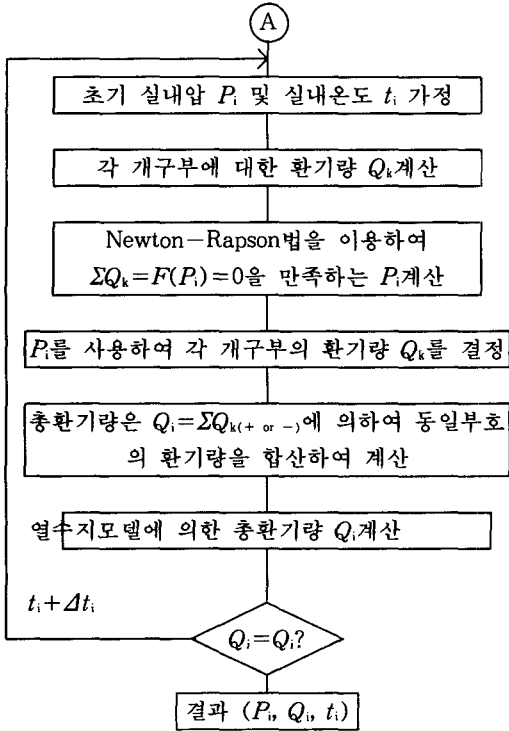 A
초기 실내압 Pi 및 실내온도 ti 가정
각 개구부에 대한 환기량 Qk계산
Newton-Rapson법을 이용하여
ΣQk=F(Pi)=0을 만족하는 Pi계산
Pi를 사용하여 각 개구부의 환기량 Qk를 결정
총환기량은 Qi=ΣQk(+ or -)에 의하여 동일부호
의 환기량을 합산하여 계산
열수지모델에 의한 총환기량 Qi계산
ti+Δti
Qi=Qi?
결과 (Pi, Qi, ti)